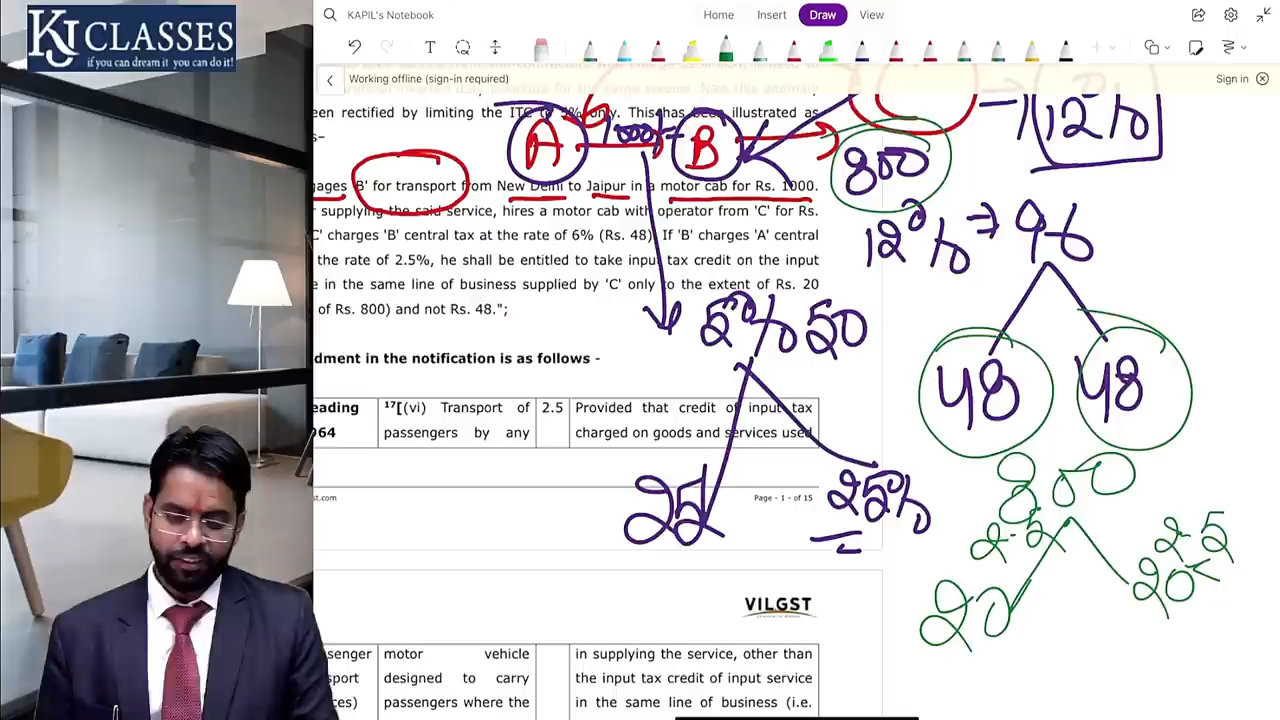 KJ CLASSES
if you can dream it you can do it!
KAPIL's Notebook
Home Insert Draw View
Working offline (sign-in required)
Sign in
een rectified by limiting the ITC to
only. This has been illustrated as
gages 'B' for transport from New Delhi to Jaipur in a motor cab for Rs. 1000.
r supplying the said service, hires a motor cab with operator from 'C' for Rs.
'C' charges 'B' central tax at the rate of 6% (Rs. 48). If 'B' charges 'A' central
the rate of 2.5%, he shall be entitled to take input tax credit on the input
e in the same line of business supplied by 'C' only to the extent of Rs. 20
of Rs. 800) and not Rs. 48.";
dment in the notification is as follows -
eading
964
17[(vi) Transport of
passengers by any
2.5
Provided that credit of input tax
charged on goods and services used
st.com
Page - 1 - of 15
VILGST
senger
sport
ces)
motor vehicle
designed to carry
passengers where the
in supplying the service, other than
the input tax credit of input service
in the same line of business (i.e.
A
1000/=
B
12%
800
12% ⇒ 96
48 48
5% 50
25 25%
800
2.5 2.5
20 20